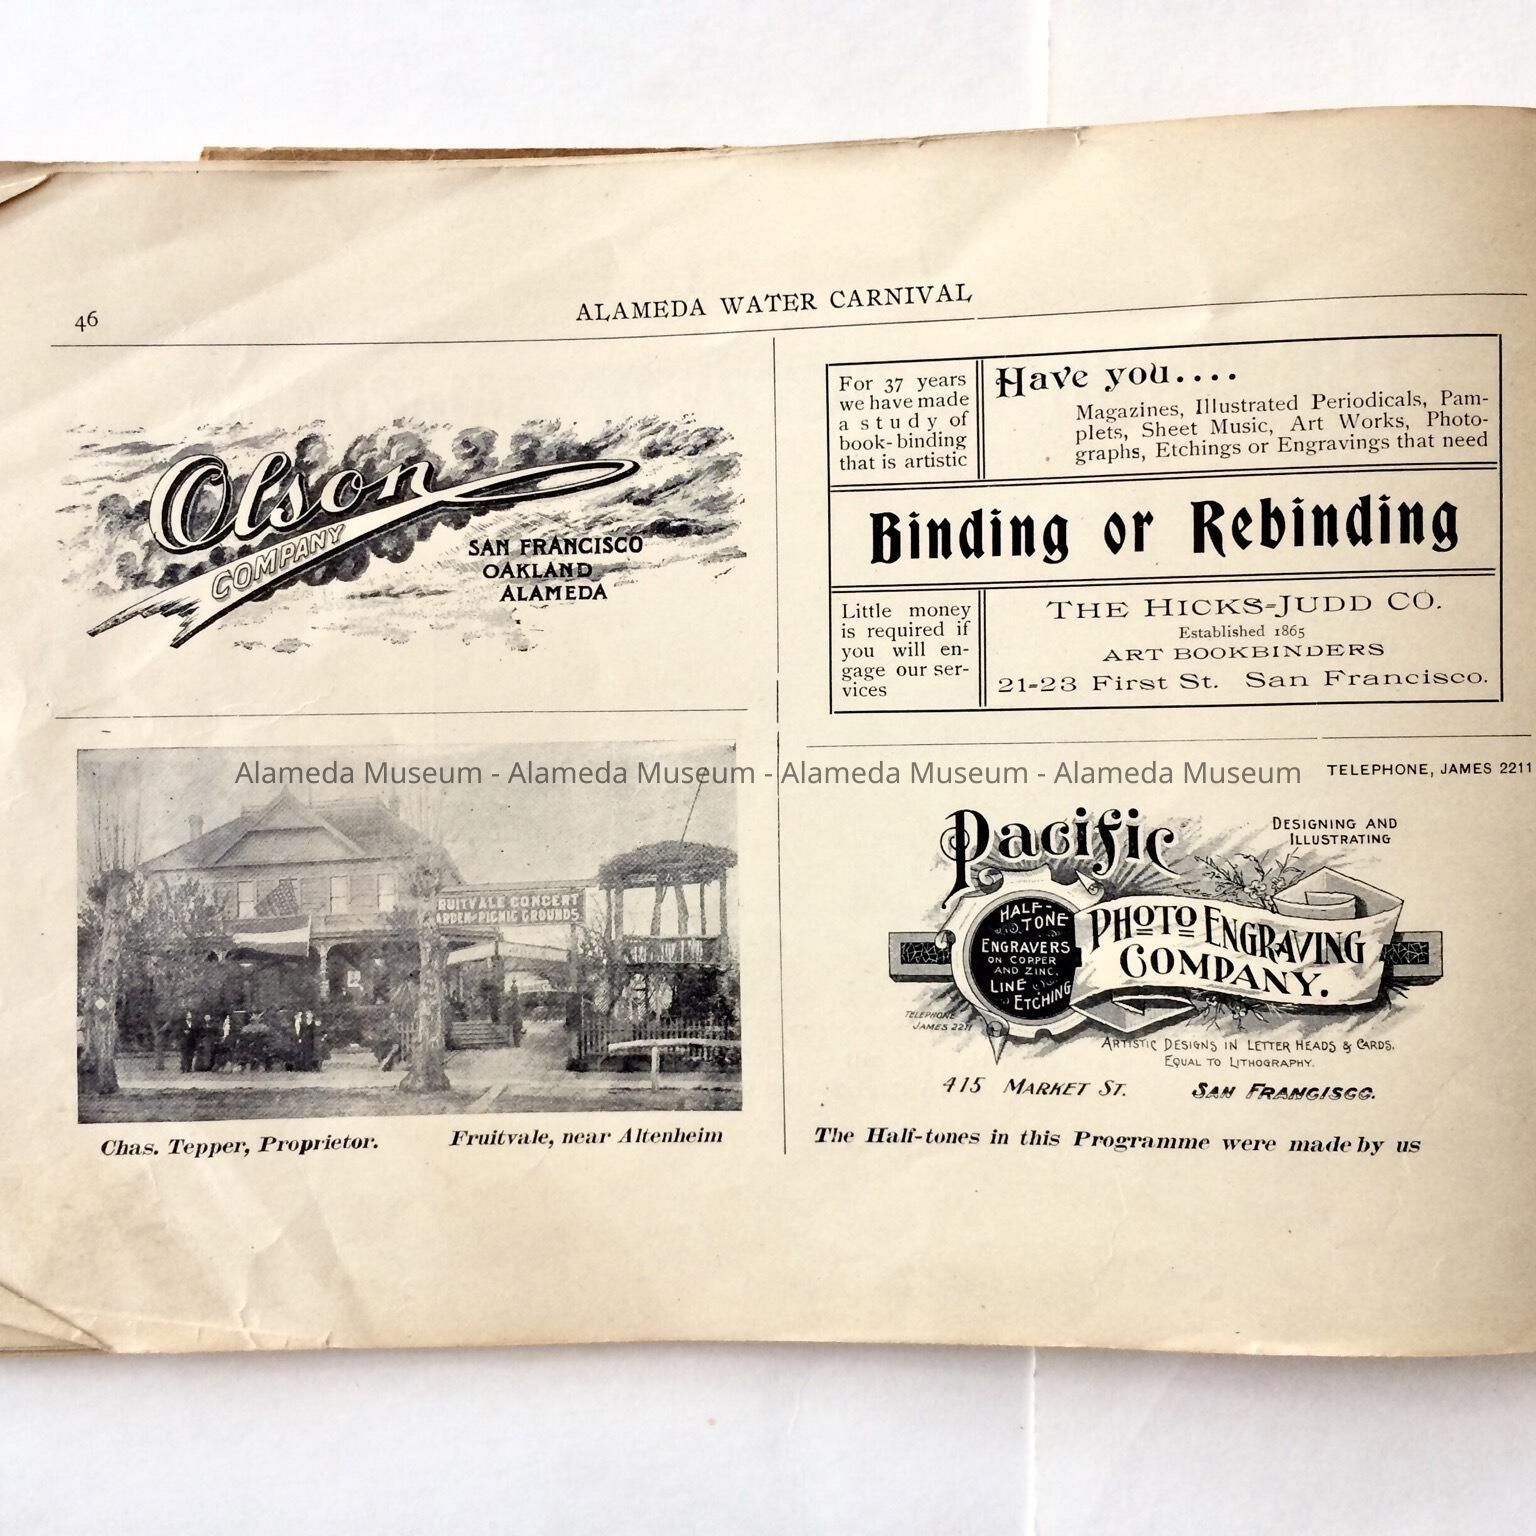 46
ALAMEDA WATER CARNIVAL
Olson
COMPANY
SAN FRANCISCO
OAKLAND
ALAMEDA
For 37 years
we have made
a study of
book-binding
that is artistic
Have you....
Magazines, Illustrated Periodicals, Pam-
plets, Sheet Music, Art Works, Photo-
graphs, Etchings or Engravings that need
Binding or Rebinding
Little money
is required if
you will en-
gage our ser-
vices
THE HICKS-JUDD CO.
Established 1865
ART BOOKBINDERS
21-23 First St. San Francisco.
Alameda Museum - Alameda Museum - Alameda Museum - Alameda Museum
RUITVALE CONCERT
ARDEN AND PICNIC GROUNDS.
Chas. Tepper, Proprietor.
Fruitvale, near Altenheim
TELEPHONE, JAMES 2211
Pacific
DESIGNING AND
ILLUSTRATING
PHOTO ENGRAVING
COMPANY.
HALF-
TONE
ENGRAVERS
ON COPPER
AND ZINC.
LINE
ETCHING
TELEPHONE
JAMES 2211
ARTISTIC DESIGNS IN LETTER HEADS & CARDS.
EQUAL TO LITHOGRAPHY.
415 MARKET ST. SAN FRANCISCO.
The Half-tones in this Programme were made by us